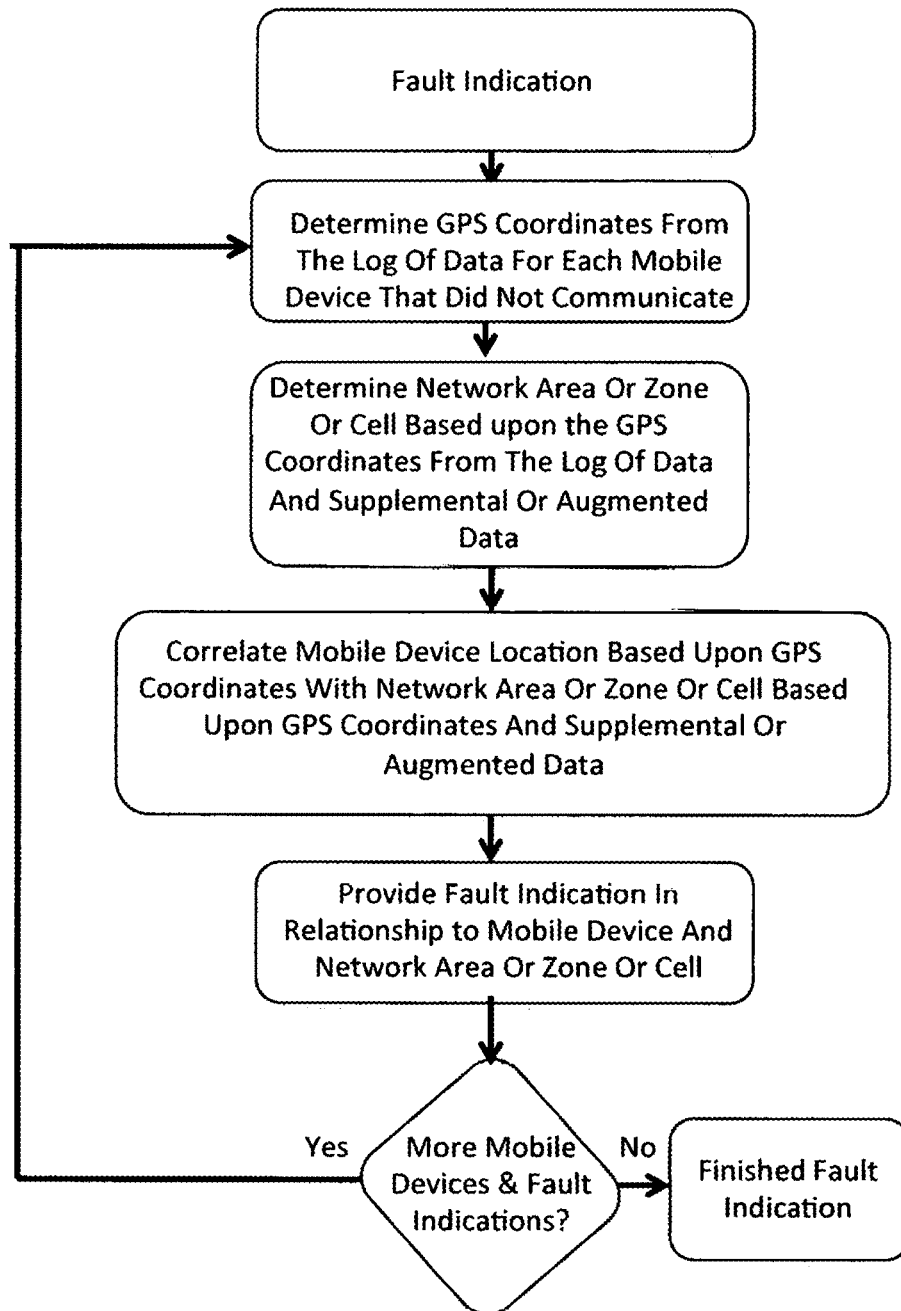 Fault Indication
Determine GPS Coordinates From
The Log Of Data For Each Mobile
Device That Did Not Communicate
Determine Network Area Or Zone
Or Cell Based upon the GPS
Coordinates From The Log Of Data
And Supplemental Or Augmented
Data
Correlate Mobile Device Location Based Upon GPS
Coordinates With Network Area Or Zone Or Cell Based
Upon GPS Coordinates And Supplemental Or
Augmented Data
Provide Fault Indication In
Relationship to Mobile Device And
Network Area Or Zone Or Cell
Yes
More Mobile
Devices & Fault
Indications?
No
Finished Fault
Indication